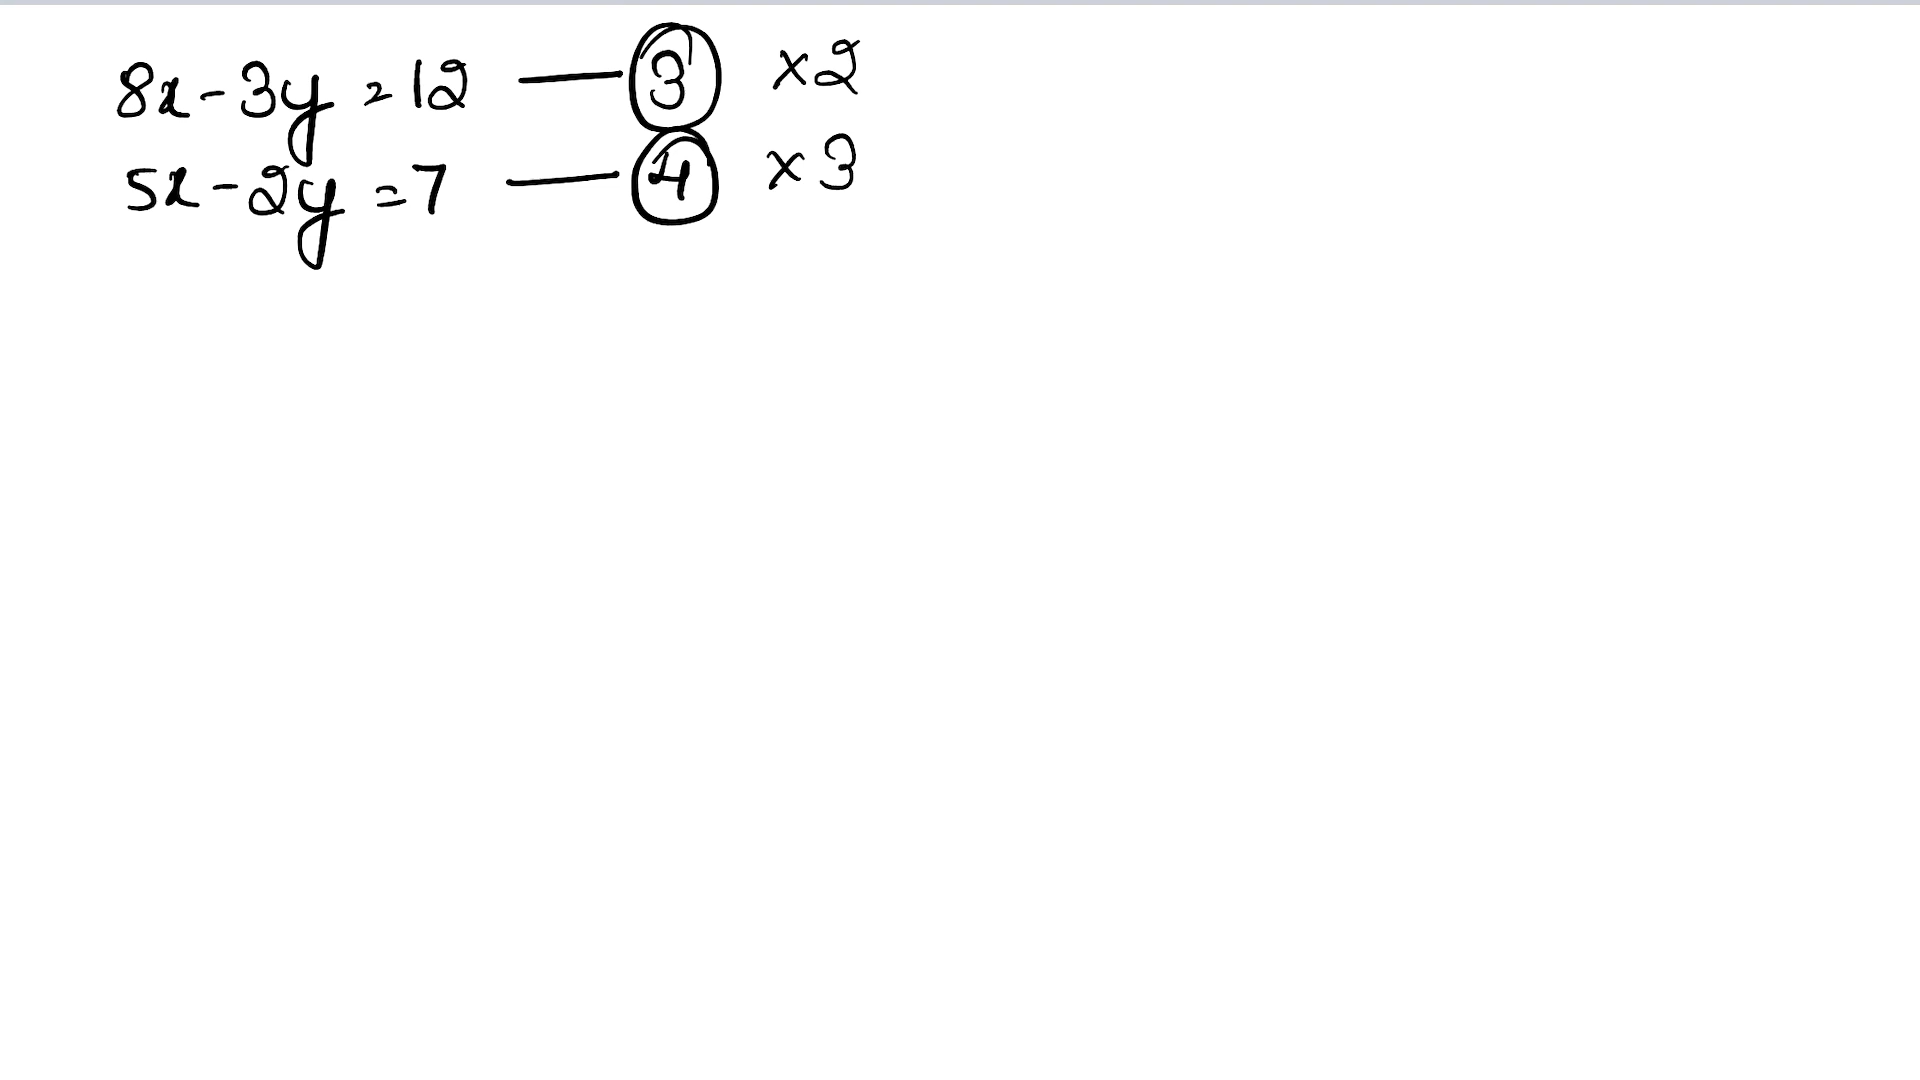 8x - 3y = 12 — ③ ×2
5x - 2y = 7 — ④ ×3